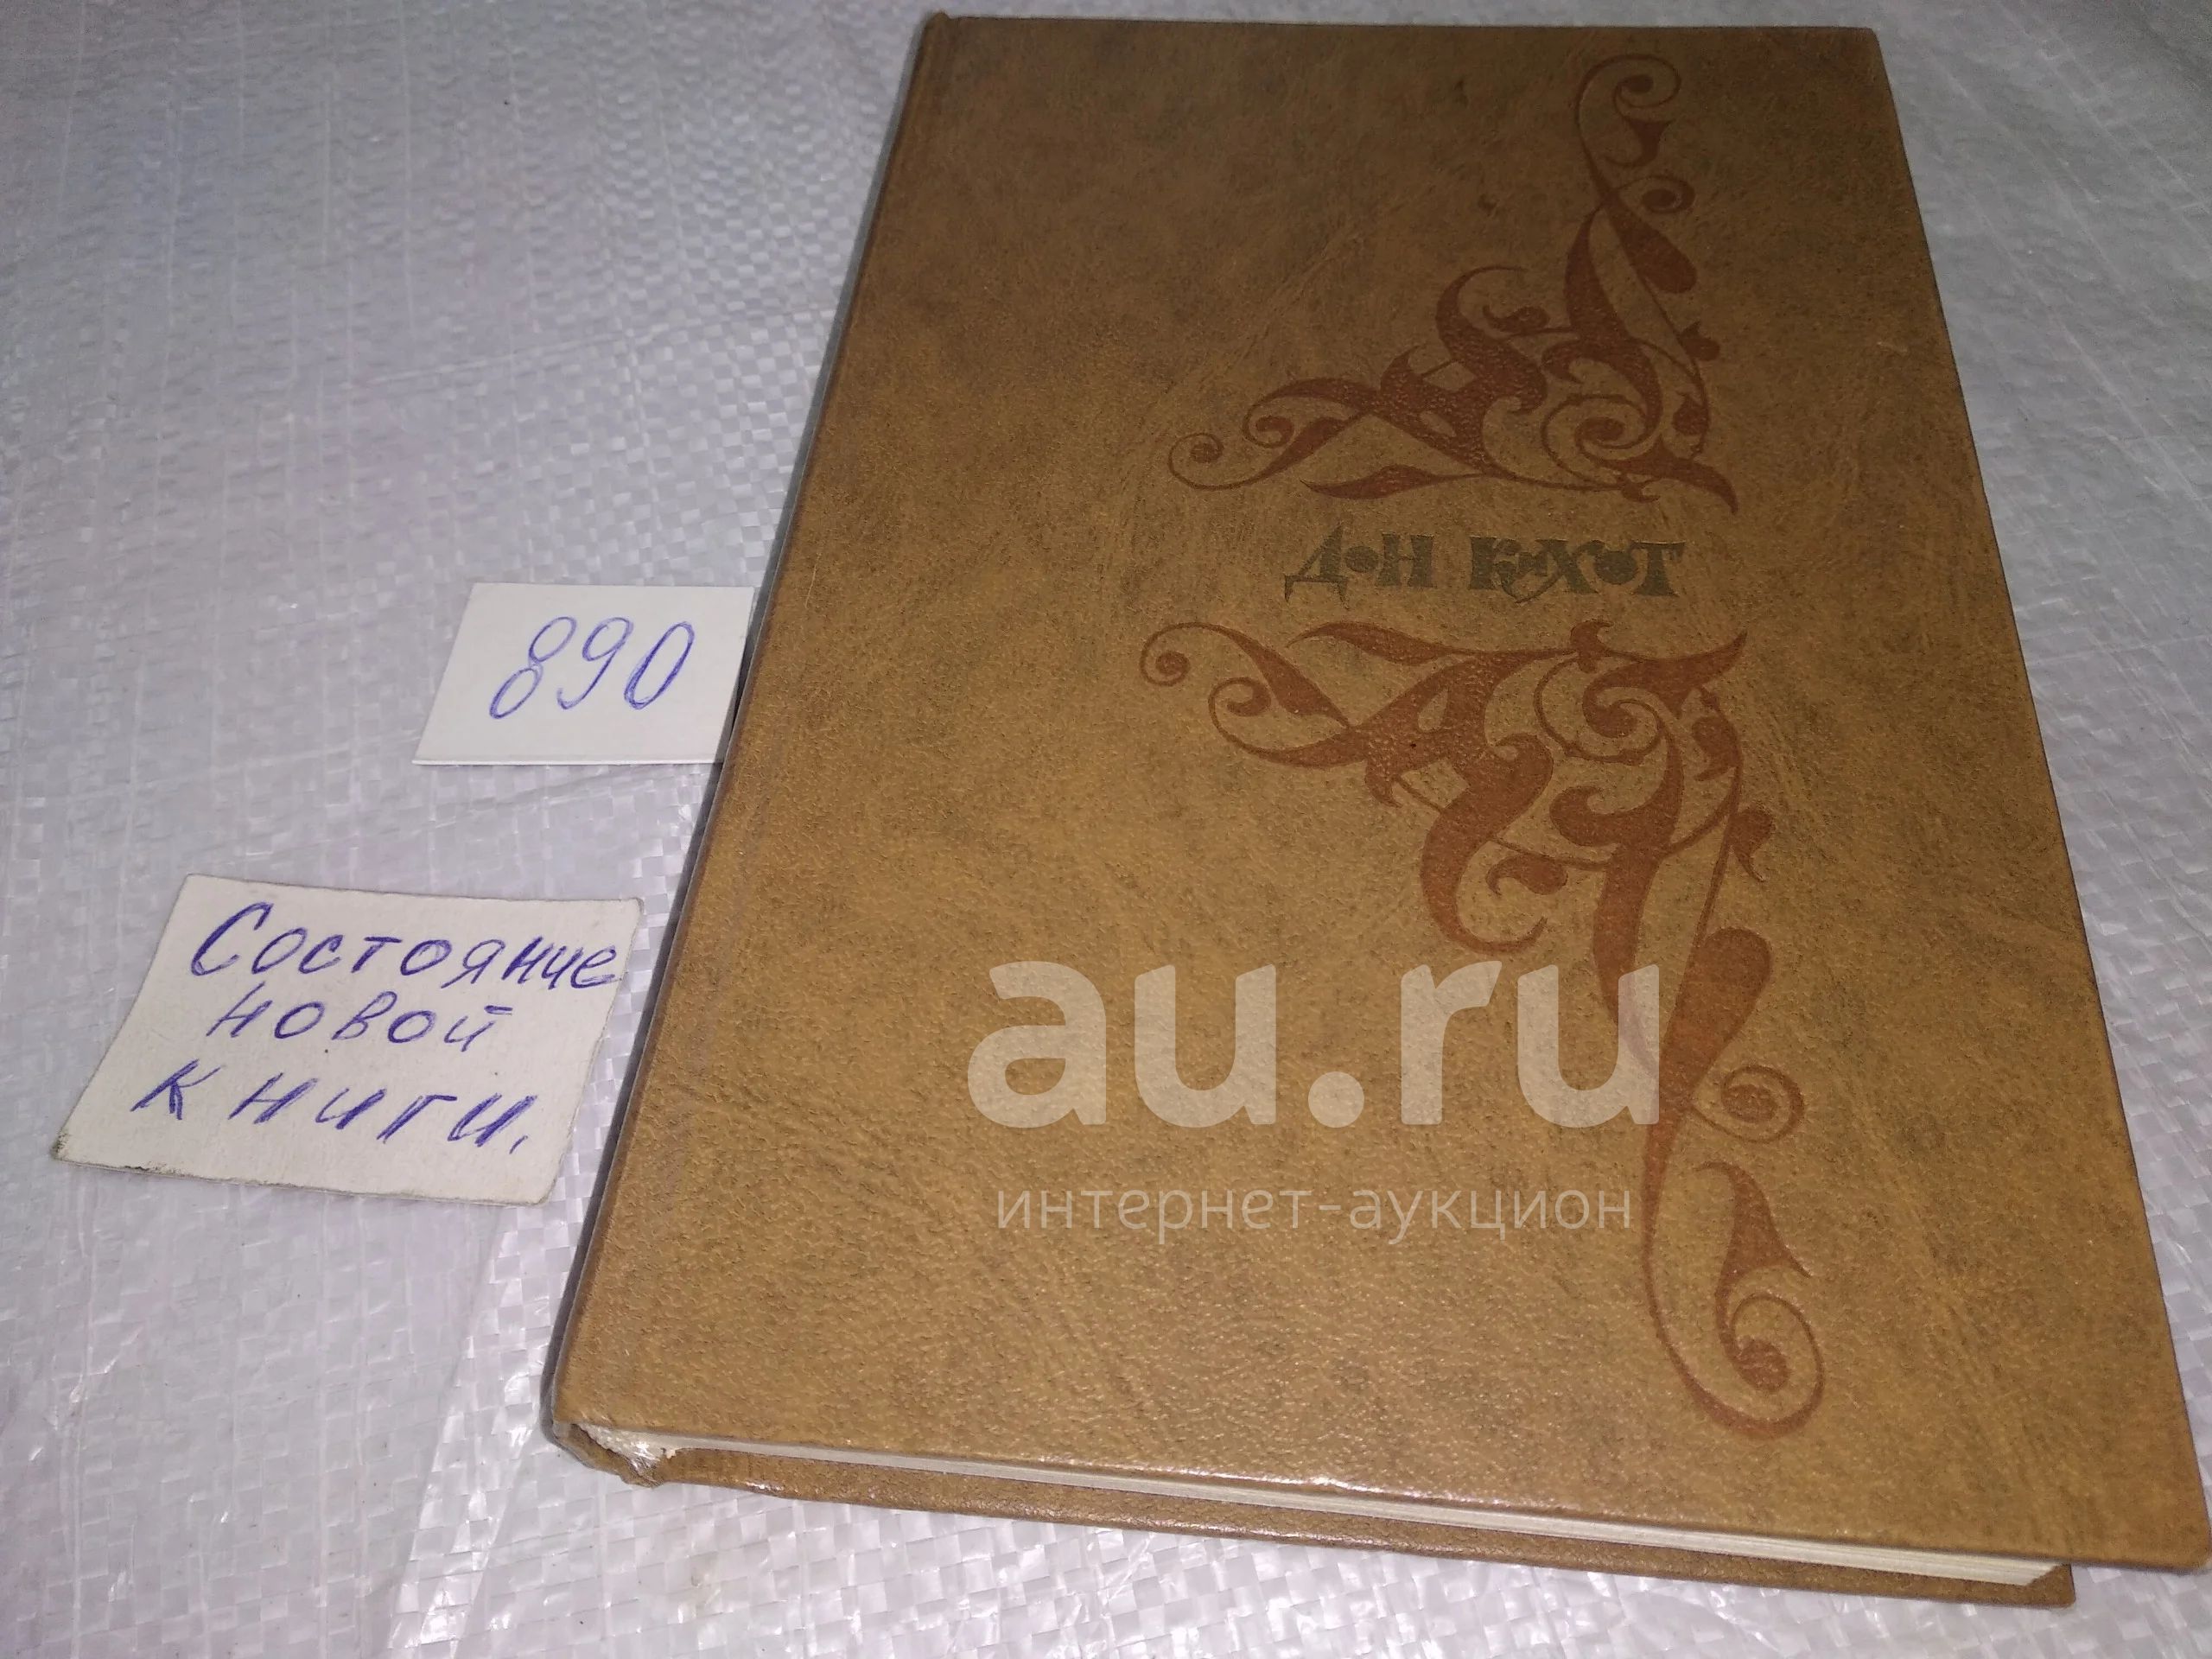 дон кихот
890
Состояние
новой
книги.
au.ru
интернет-аукцион